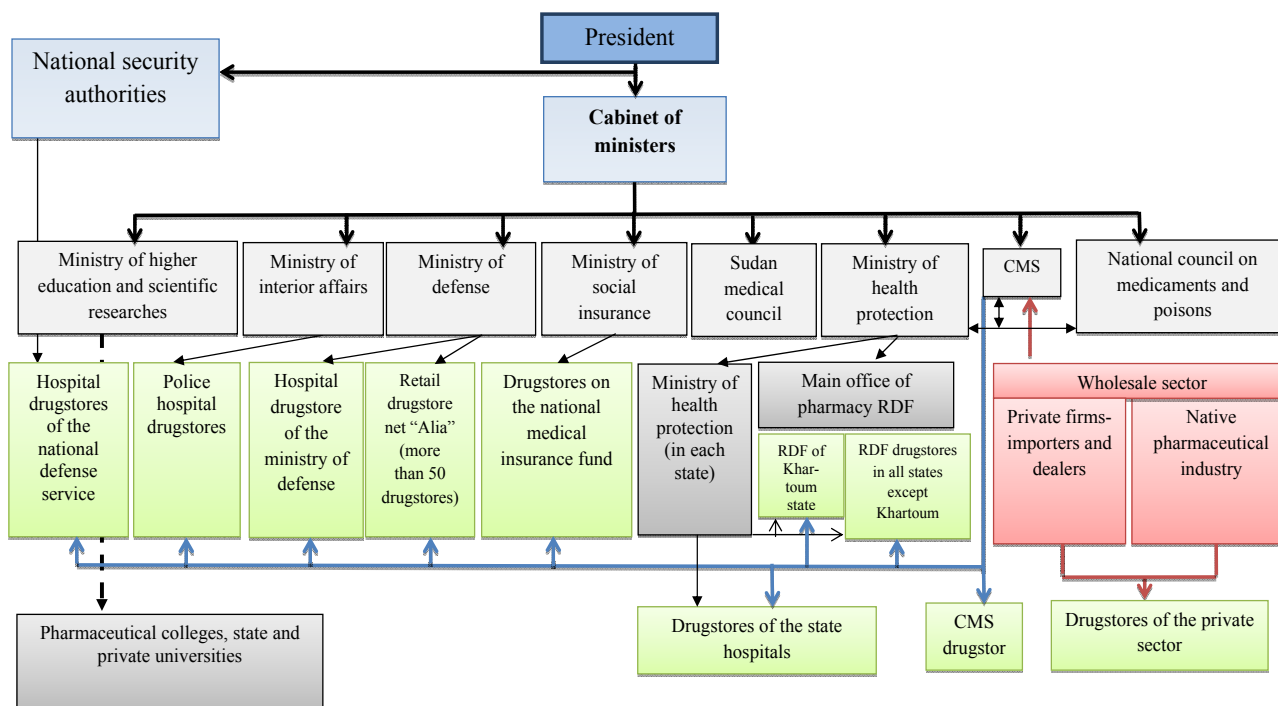 President
National security
authorities
Cabinet of
ministers
Ministry of higher
education and scientific
researches
Ministry of
interior affairs
Ministry of
defense
Ministry of
social
insurance
Sudan
medical
council
Ministry of
health
protection
CMS
National council on
medicaments and
poisons
Hospital
drugstores
of the
national
defense
service
Police
hospital
drugstores
Hospital
drugstore
of the
ministry of
defense
Retail
drugstore
net “Alia”
(more
than 50
drugstores)
Drugstores on
the national
medical
insurance fund
Ministry of
health
protection
(in each
state)
Main office of
pharmacy RDF
RDF of
Khar-
toum
state
RDF drugstores
in all states
except
Khartoum
Wholesale sector
Private firms-
importers and
dealers
Native
pharmaceutical
industry
Pharmaceutical colleges, state and
private universities
Drugstores of the state
hospitals
CMS
drugstor
Drugstores of the private
sector